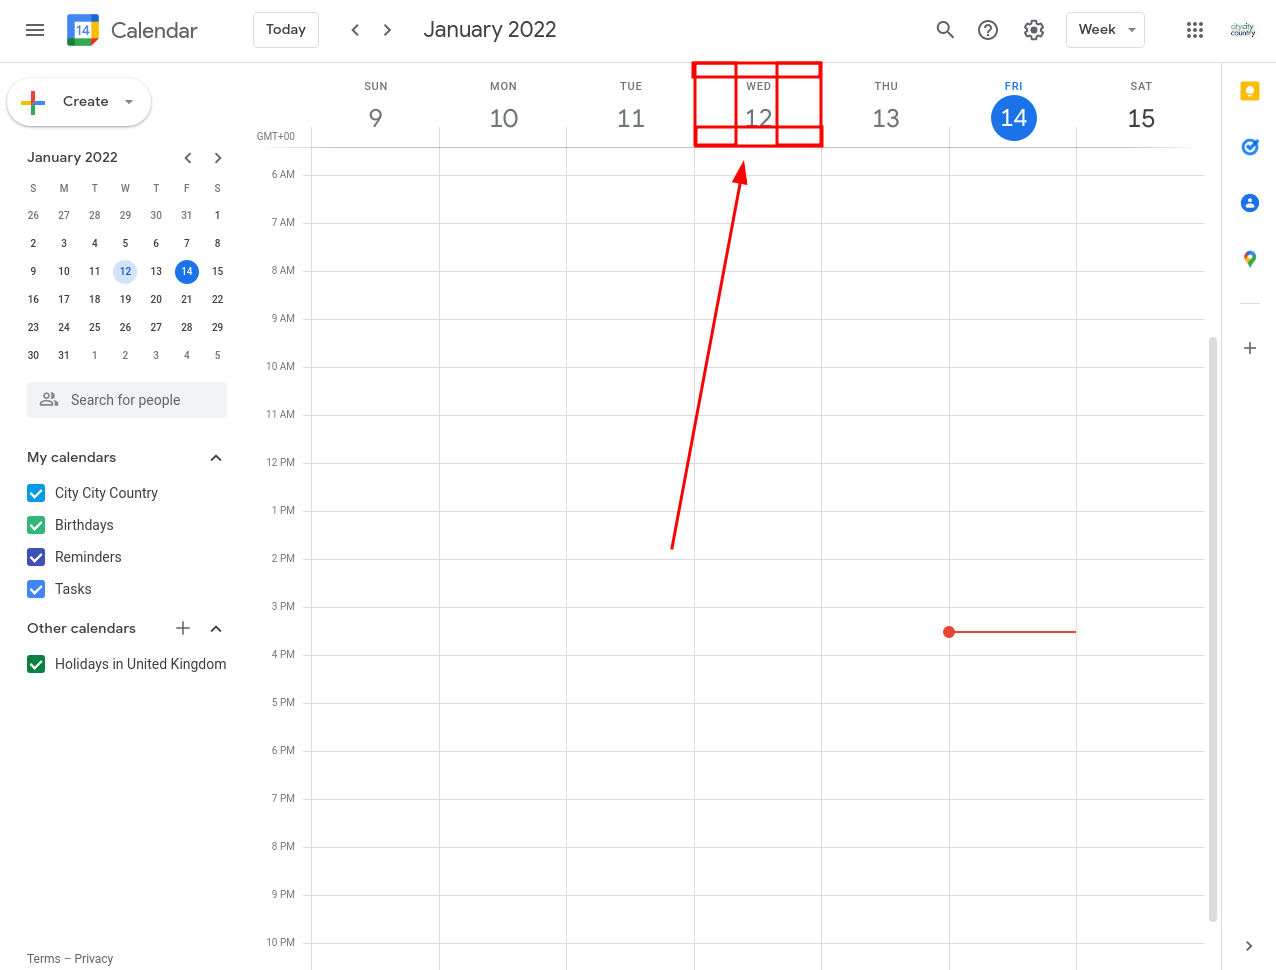 14 Calendar Today January 2022 Week citycity country
Create
SUN MON TUE WED THU FRI SAT
9 10 11 12 13 14 15
GMT+00
January 2022
S M T W T F S
26 27 28 29 30 31 1
2 3 4 5 6 7 8
9 10 11 12 13 14 15
16 17 18 19 20 21 22
23 24 25 26 27 28 29
30 31 1 2 3 4 5
Search for people
My calendars
City City Country
Birthdays
Reminders
Tasks
Other calendars
Holidays in United Kingdom
Terms – Privacy
6 AM
7 AM
8 AM
9 AM
10 AM
11 AM
12 PM
1 PM
2 PM
3 PM
4 PM
5 PM
6 PM
7 PM
8 PM
9 PM
10 PM